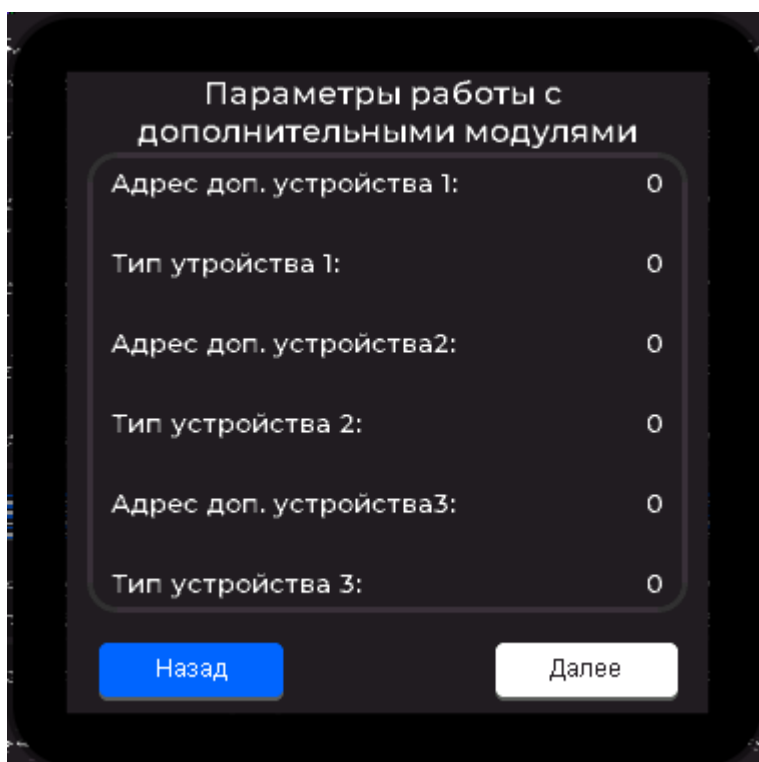 Параметры работы с
дополнительными модулями
Адрес доп. устройства 1: 0
Тип утройства 1: 0
Адрес доп. устройства2: 0
Тип устройства 2: 0
Адрес доп. устройства3: 0
Тип устройства 3: 0
Назад Далее